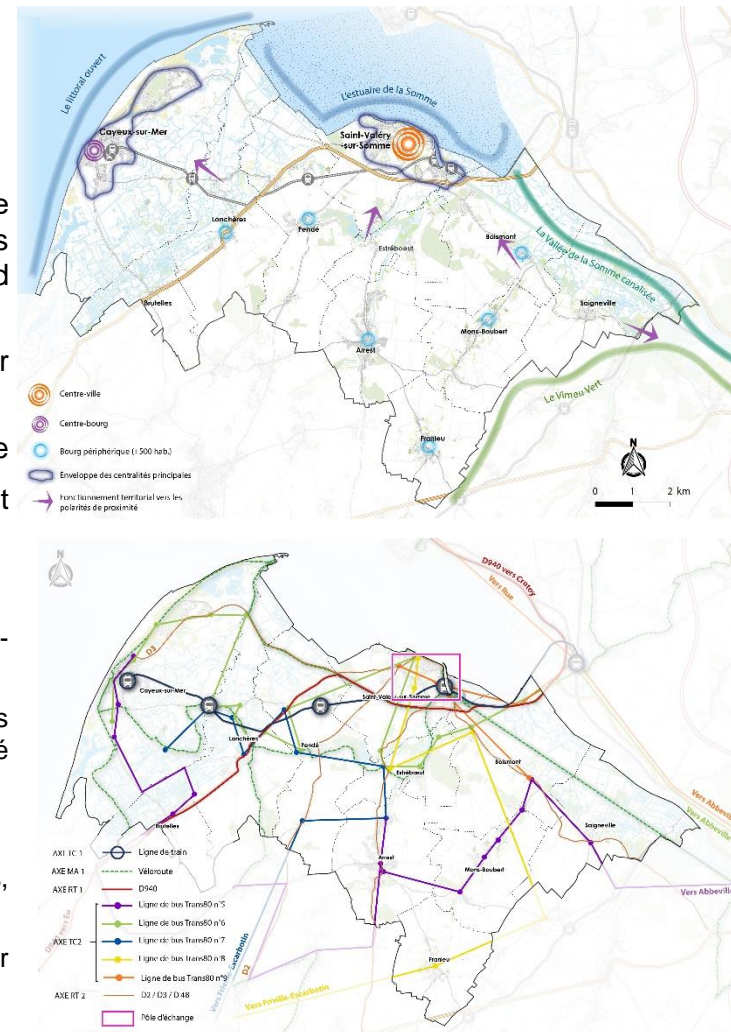 e
s
d
r
e
t
-
s
é
,
r
Le littoral ouvert
L'estuaire de la Somme
Cayeux-sur-Mer
Saint-Valéry
-sur-Somme
Lanchères
Pendé
Estrébœuf
Boismont
La Vallée de la Somme canalisée
Brutelles
Saigneville
Mons-Boubert
Arrest
Le Vimeu Vert
Franleu
Centre-ville
Centre-bourg
Bourg périphérique (+500 hab.)
Enveloppe des centralités principales
Fonctionnement territorial vers les
polarités de proximité
N
0 1 2 km
N
D940 vers Crotoy
Vers Rue
D3
Cayeux-sur-Mer
Saint-Valéry-sur-Somme
Lanchères
Pendé
Estrébœuf
Boismont
Vers Abbeville
Vers Abbeville
Brutelles
Saigneville
Arrest
Mons-Boubert
Vers Abbeville
D940 vers Eu
D2
Franleu
Vers Friville-Escarbotin
Vers Friville-Escarbotin
AXE TC 1 Ligne de train
AXE MA 1 Véloroute
AXE RT 1 D940
AXE TC2
Ligne de bus Trans80 n°5
Ligne de bus Trans80 n°6
Ligne de bus Trans80 n°7
Ligne de bus Trans80 n°8
Ligne de bus Trans80 n°9
AXE RT 2 D2 / D3 / D48
Pôle d'échange